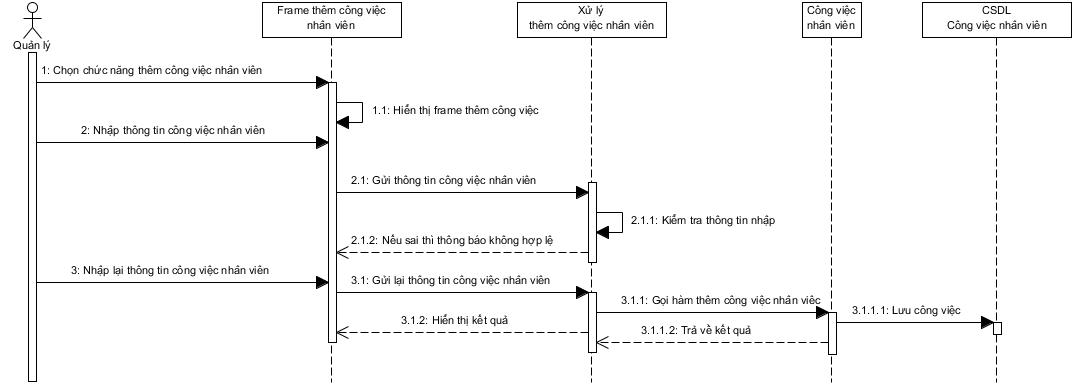 Frame thêm công việc
nhân viên
Xử lý
thêm công việc nhân viên
Công việc
nhân viên
CSDL
Công việc nhân viên
Quản lý
1: Chọn chức năng thêm công việc nhân viên
1.1: Hiển thị frame thêm công việc
2: Nhập thông tin công việc nhân viên
2.1: Gửi thông tin công việc nhân viên
2.1.1: Kiểm tra thông tin nhập
2.1.2: Nếu sai thì thông báo không hợp lệ
3: Nhập lại thông tin công việc nhân viên
3.1: Gửi lại thông tin công việc nhân viên
3.1.1: Gọi hàm thêm công việc nhân viêc
3.1.1.1: Lưu công việc
3.1.2: Hiển thị kết quả
3.1.1.2: Trả về kết quả